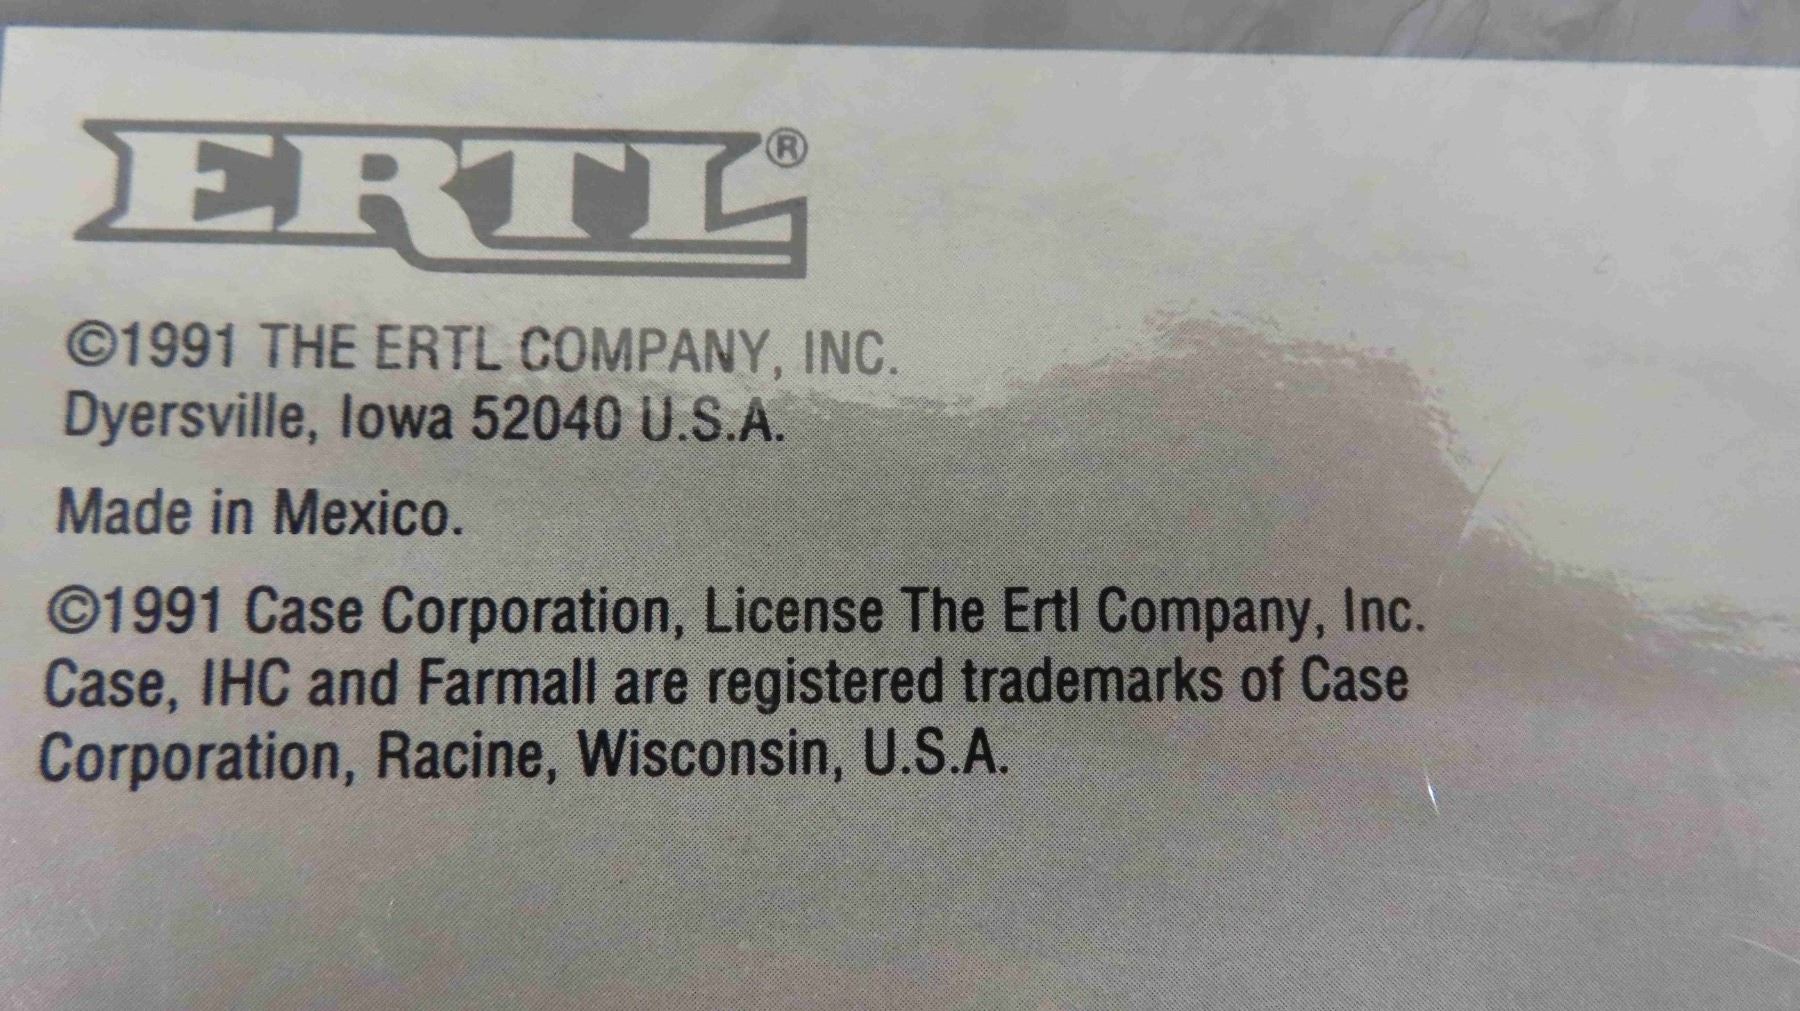 ERTL®
©1991 THE ERTL COMPANY, INC.
Dyersville, Iowa 52040 U.S.A.
Made in Mexico.
©1991 Case Corporation, License The Ertl Company, Inc.
Case, IHC and Farmall are registered trademarks of Case
Corporation, Racine, Wisconsin, U.S.A.